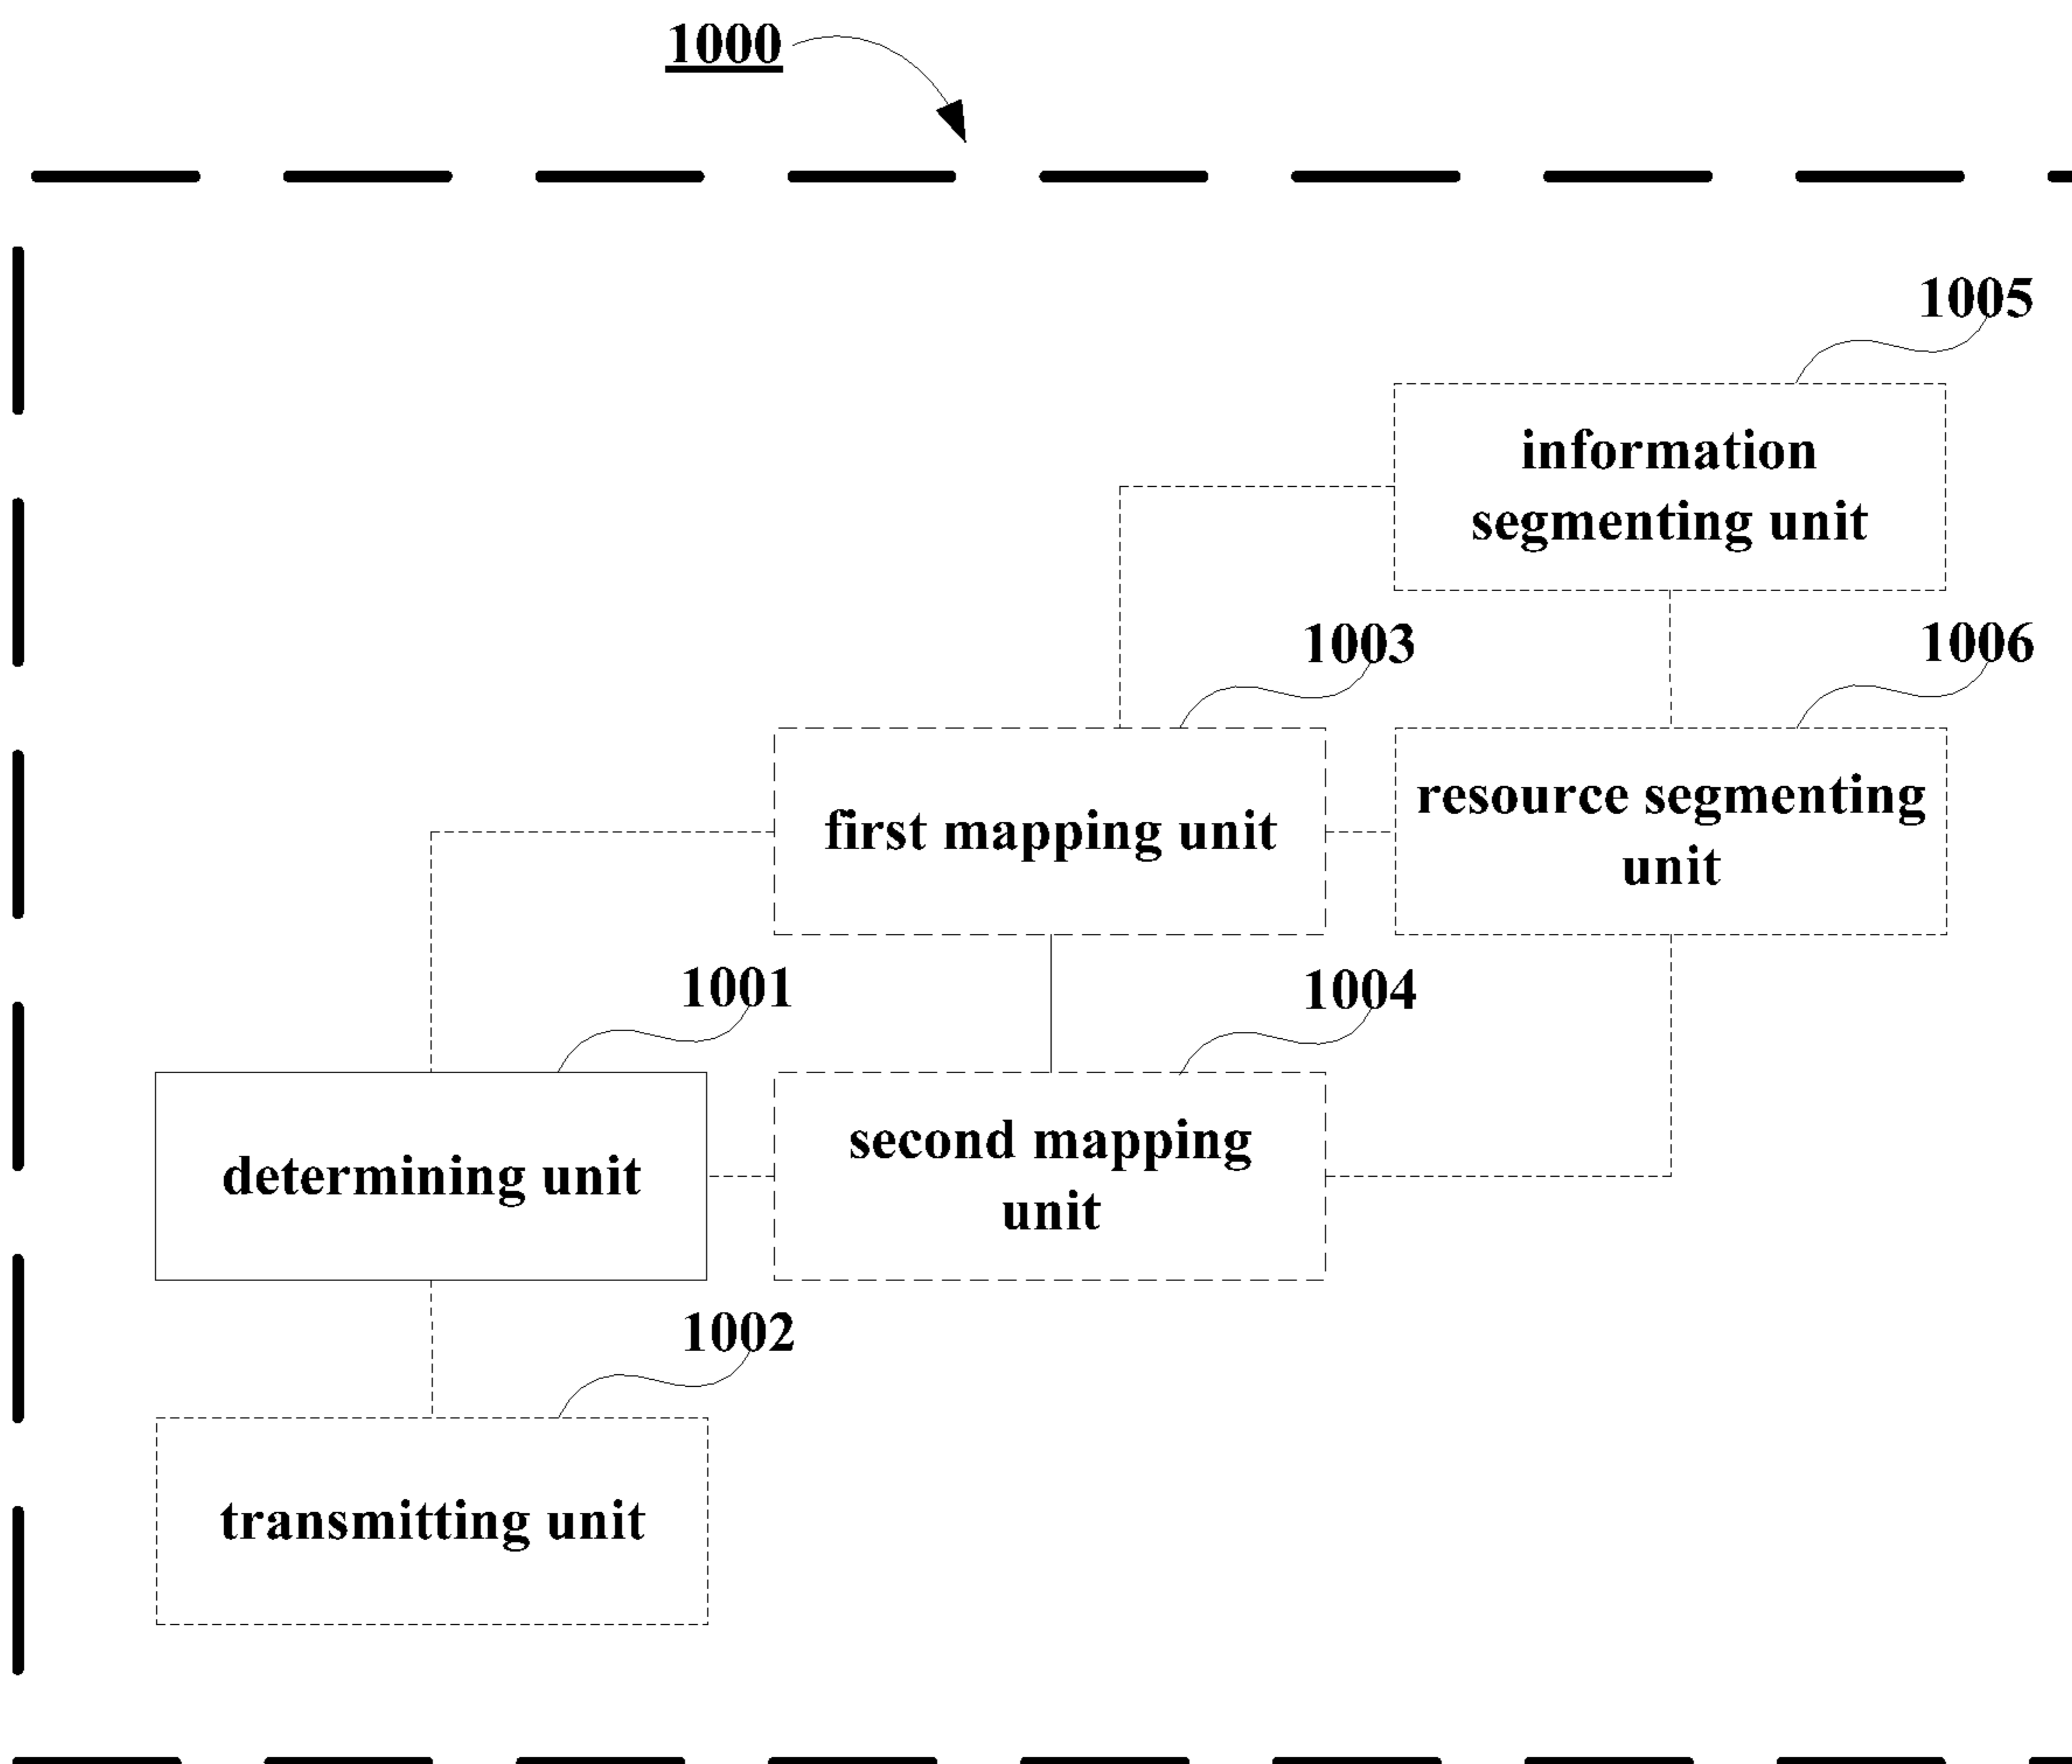 1000
1005
information
segmenting unit
1003
1006
first mapping unit
resource segmenting
unit
1001
1004
determining unit
second mapping
unit
1002
transmitting unit